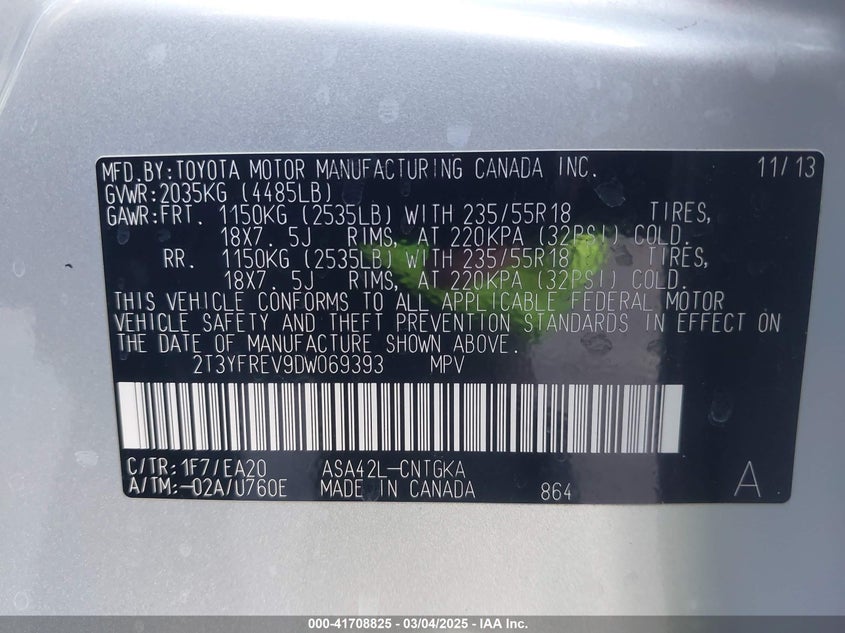 MFD.BY:TOYOTA MOTOR MANUFACTURING CANADA INC. 11/13
GVWR:2035KG (4485LB)
GAWR:FRT. 1150KG (2535LB) WITH 235/55R18 TIRES,
18X7. 5J RIMS, AT 220KPA (32PSI) COLD.
RR. 1150KG (2535LB) WITH 235/55R18 TIRES,
18X7. 5J RIMS, AT 220KPA (32PSI) COLD.
THIS VEHICLE CONFORMS TO ALL APPLICABLE FEDERAL MOTOR
VEHICLE SAFETY AND THEFT PREVENTION STANDARDS IN EFFECT ON
THE DATE OF MANUFACTURE SHOWN ABOVE.
2T3YFREV9DW069393 MPV
C/TR:1F7/EA20 ASA42L-CNTGKA
A/TM:-02A/U760E MADE IN CANADA 864 A
000-41708825 - 03/04/2025 - IAA Inc.